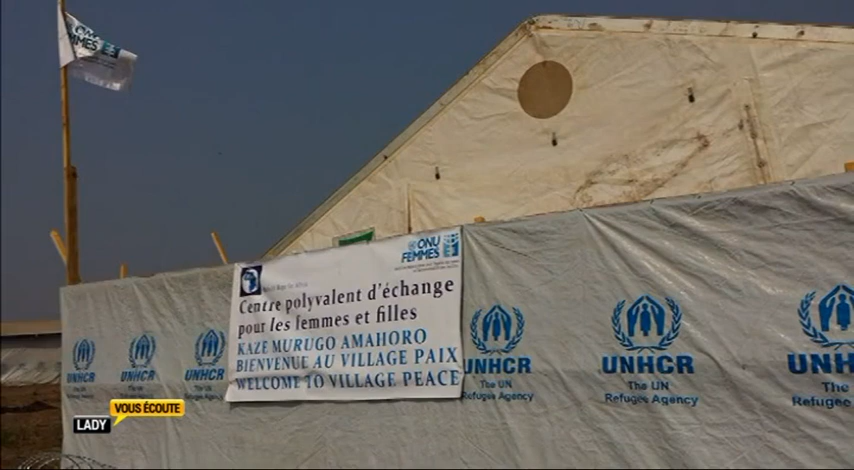 ONU
FEMMES
ONU
FEMMES
Centre polyvalent d'échange
pour les femmes et filles
KAZE MURUGO AMAHORO
BIENVENUE AU VILLAGE PAIX
WELCOME TO VILLAGE PEACE
UNHCR
UNHCR
UNHCR
UNHCR
The UN
Refugee Agency
UNHCR
The UN
Refugee Agency
UNHCR
The
Refugee
VOUS ÉCOUTE
LADY